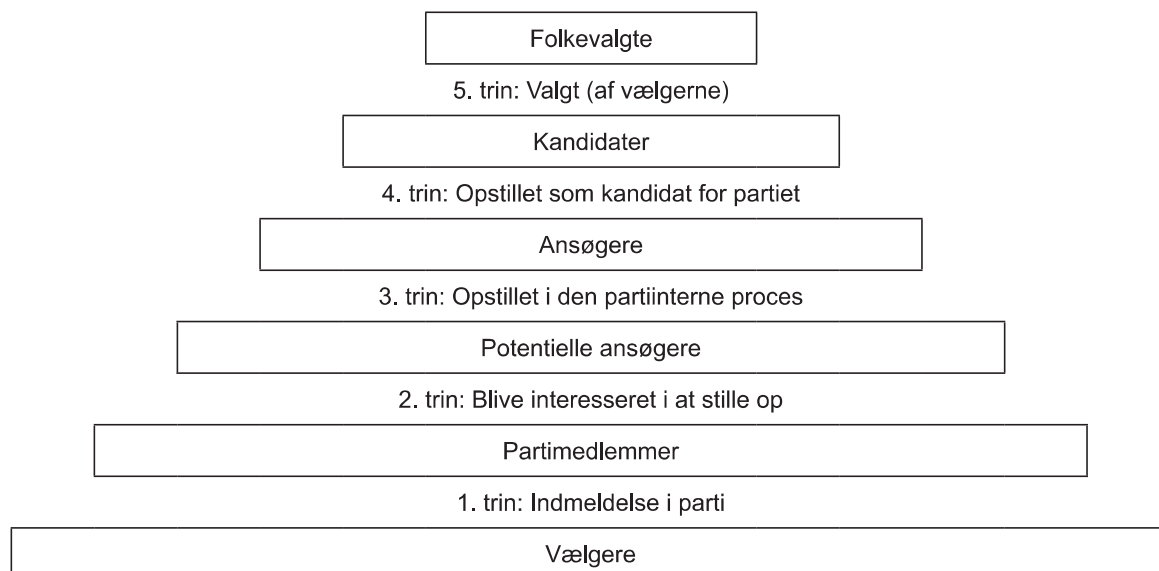 Folkevalgte
5. trin: Valgt (af vælgerne)
Kandidater
4. trin: Opstillet som kandidat for partiet
Ansøgere
3. trin: Opstillet i den partiinterne proces
Potentielle ansøgere
2. trin: Blive interesseret i at stille op
Partimedlemmer
1. trin: Indmeldelse i parti
Vælgere